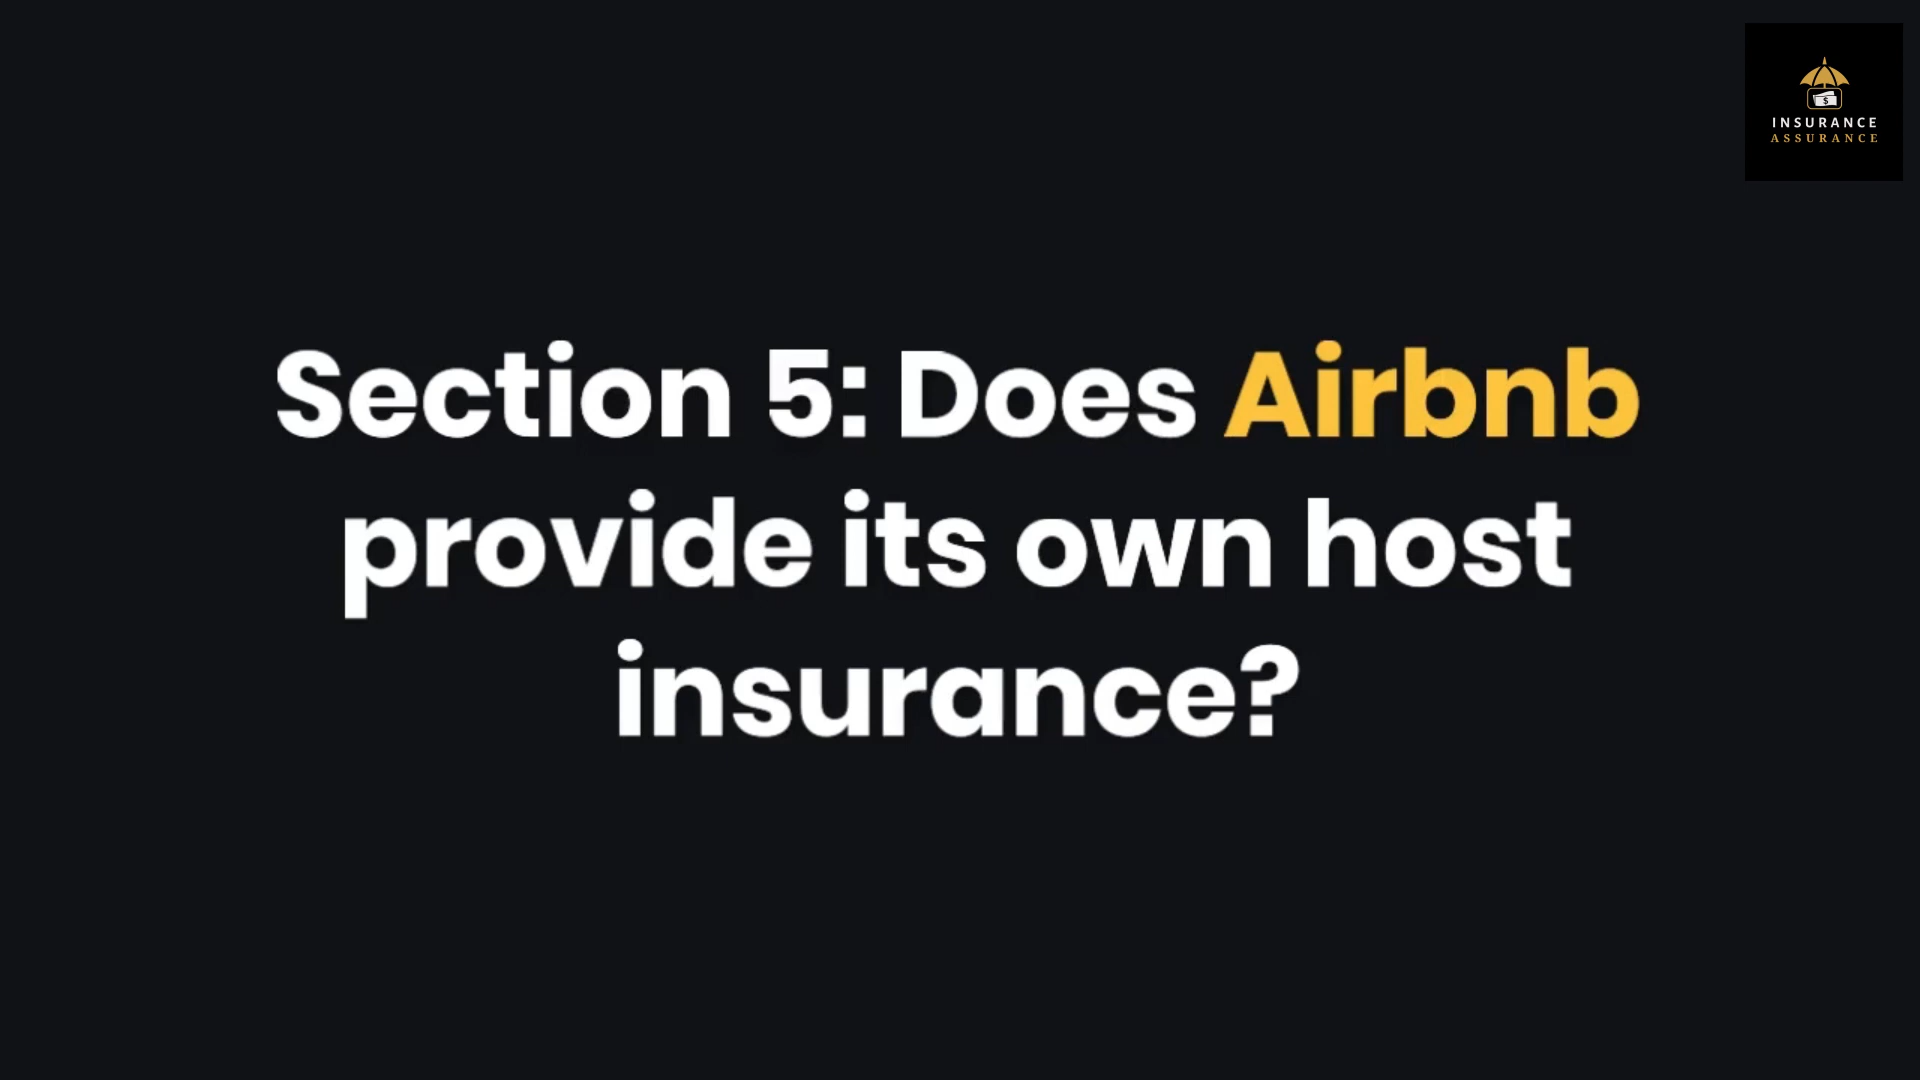 INSURANCE
ASSURANCE
Section 5: Does Airbnb
provide its own host
insurance?